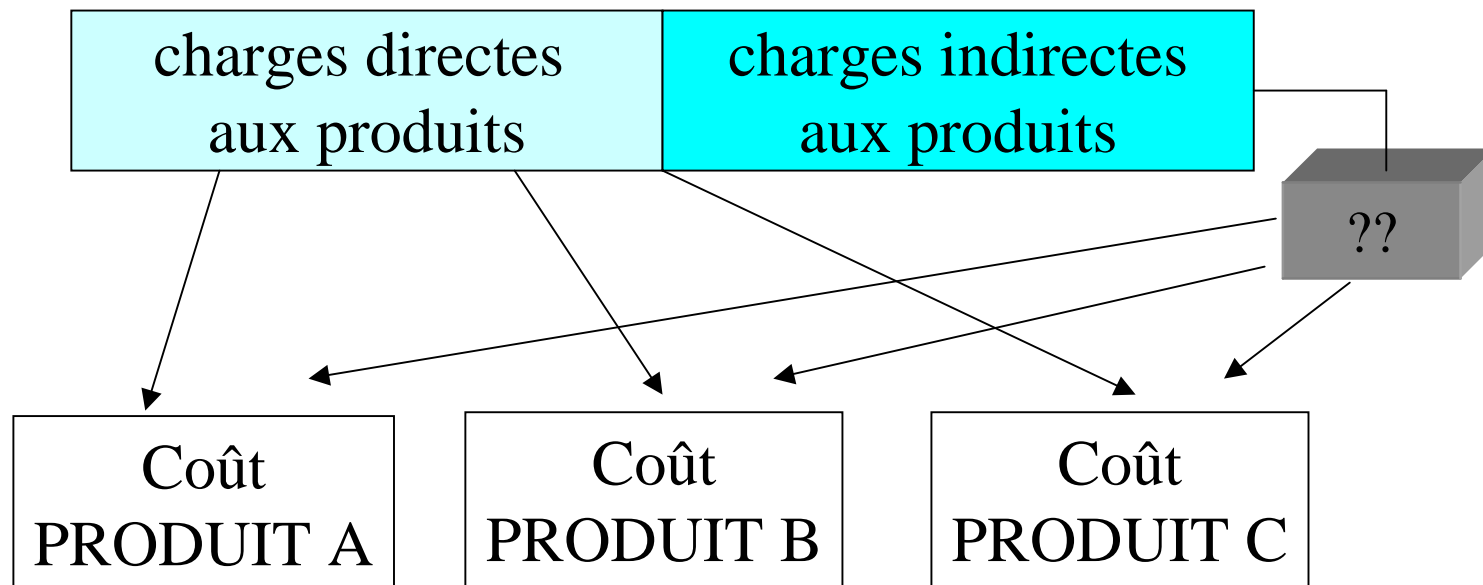 charges directes
aux produits
charges indirectes
aux produits
??
Coût
PRODUIT A
Coût
PRODUIT B
Coût
PRODUIT C